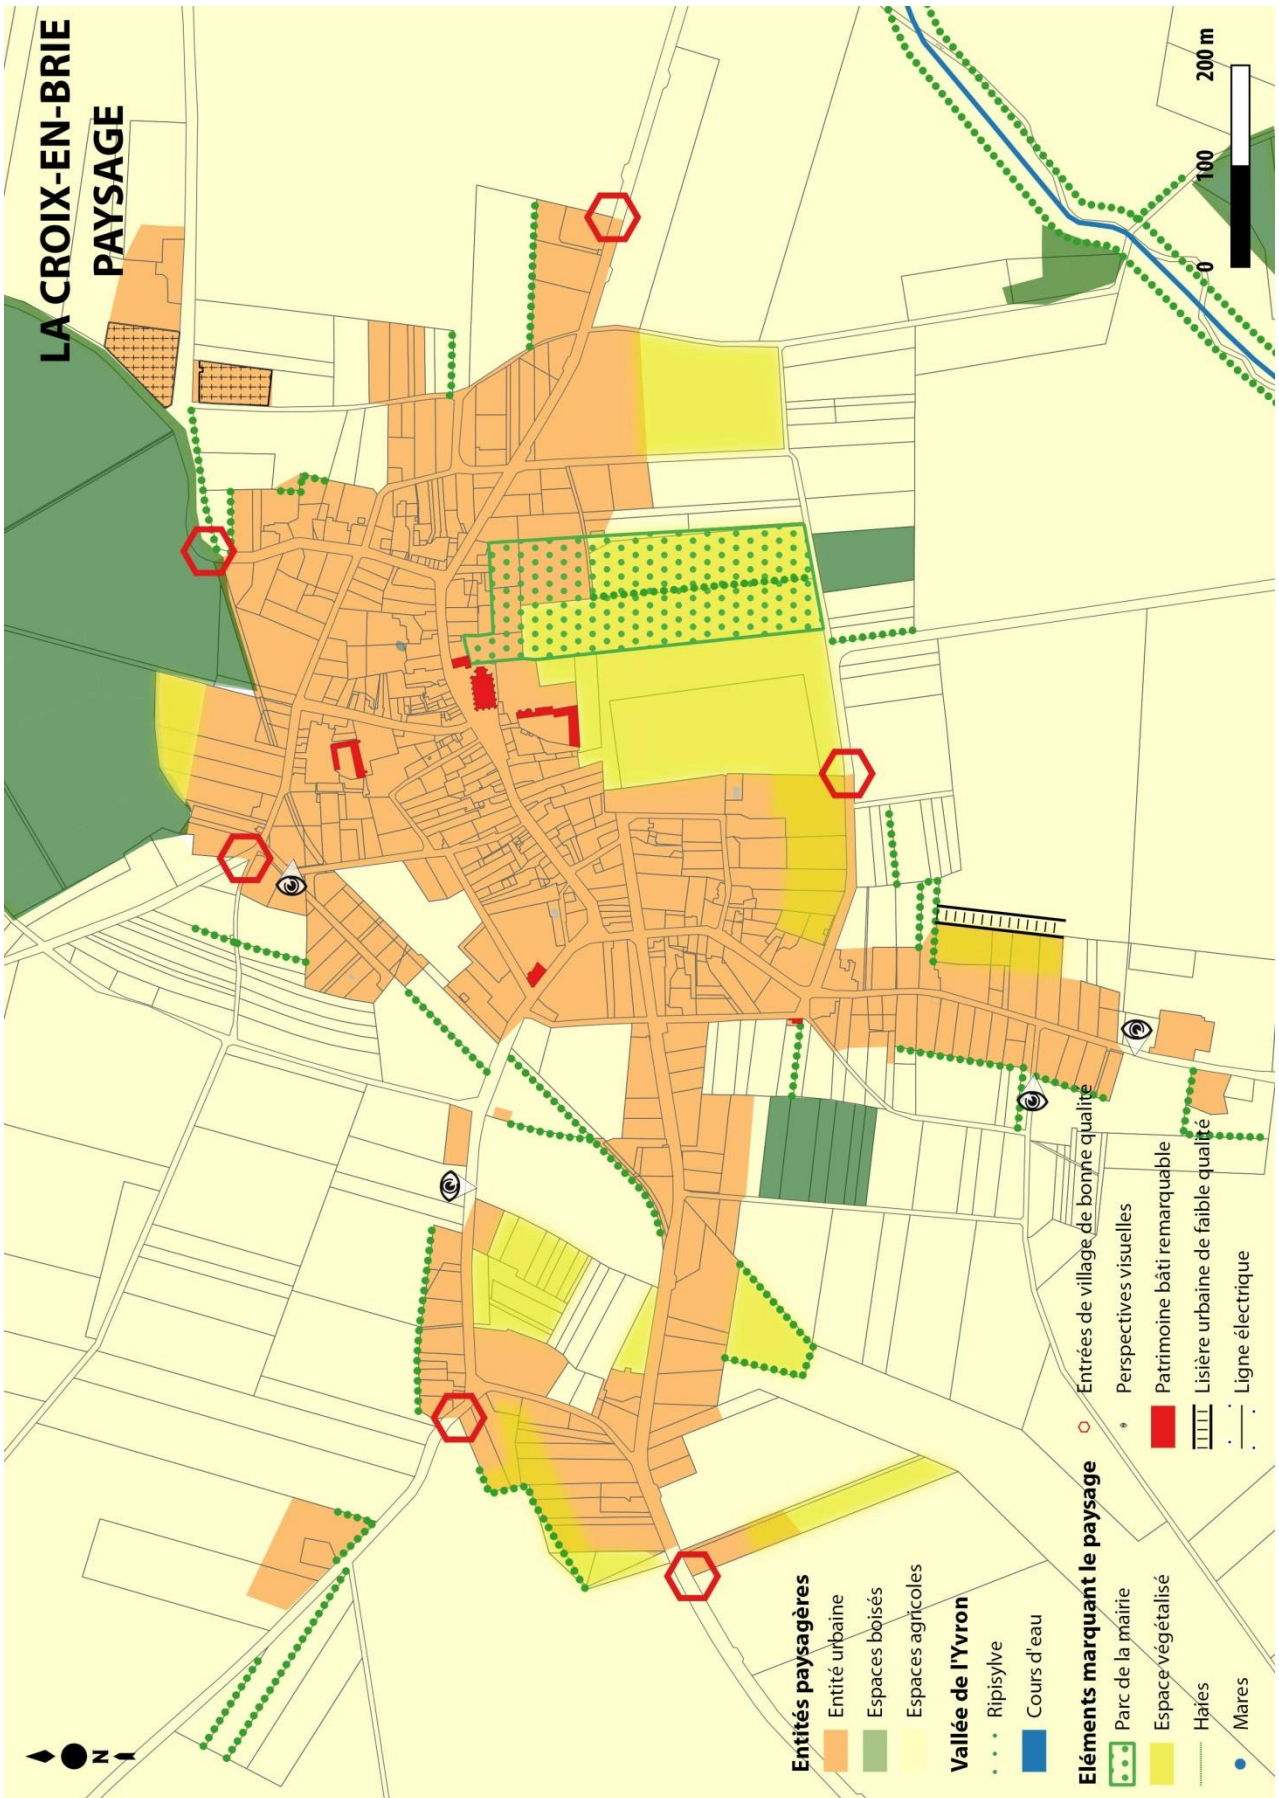 LA CROIX-EN-BRIE
PAYSAGE
N
Entités paysagères
Entité urbaine
Espaces boisés
Espaces agricoles
Vallée de l'Yvron
Ripisylve
Cours d'eau
Eléments marquant le paysage
Parc de la mairie
Espace végétalisé
Haies
Mares
Entrées de village de bonne qualité
Perspectives visuelles
Patrimoine bâti remarquable
Lisière urbaine de faible qualité
Ligne électrique
0 100 200 m